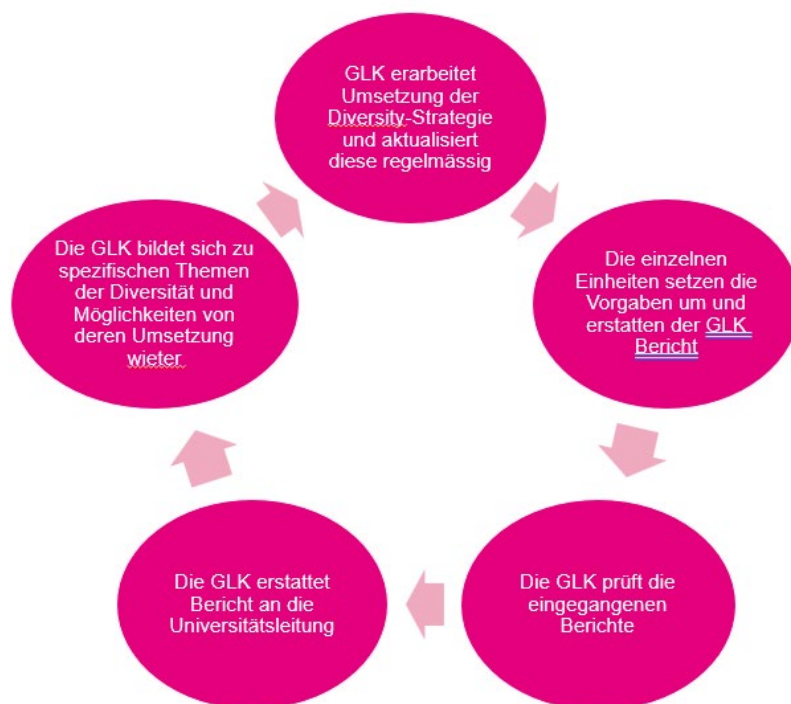 GLK erarbeitet
Umsetzung der
Diversity-Strategie
und aktualisiert
diese regelmässig
Die einzelnen
Einheiten setzen die
Vorgaben um und
erstatten der GLK
Bericht
Die GLK prüft die
eingegangenen
Berichte
Die GLK erstattet
Bericht an die
Universitätsleitung
Die GLK bildet sich zu
spezifischen Themen
der Diversität und
Möglichkeiten von
deren Umsetzung
wieter